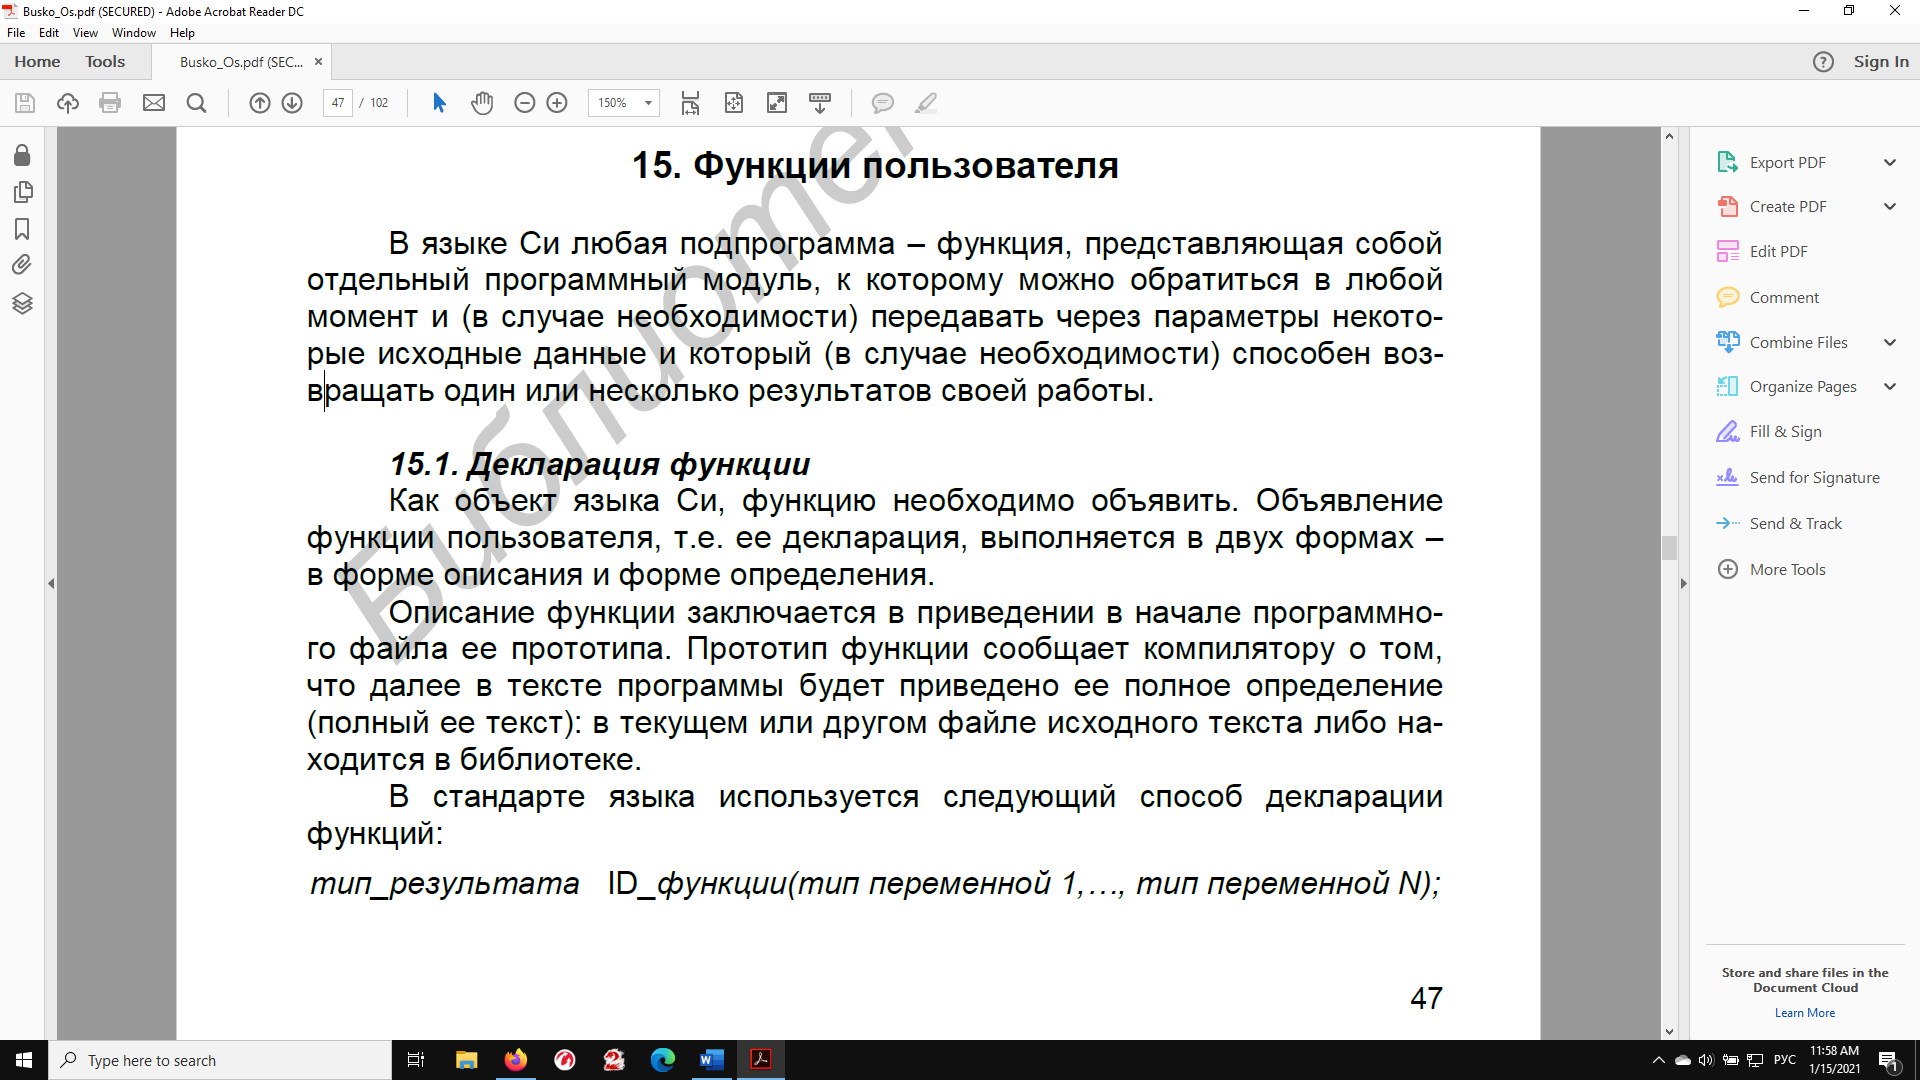 Busko_Os.pdf (SECURED) - Adobe Acrobat Reader DC
File Edit View Window Help
Home Tools Busko_Os.pdf (SEC... × Sign In
47 / 102 150%
Библиотек
15. Функции пользователя
В языке Си любая подпрограмма – функция, представляющая собой
отдельный программный модуль, к которому можно обратиться в любой
момент и (в случае необходимости) передавать через параметры некото-
рые исходные данные и который (в случае необходимости) способен воз-
вращать один или несколько результатов своей работы.
15.1. Декларация функции
Как объект языка Си, функцию необходимо объявить. Объявление
функции пользователя, т.е. ее декларация, выполняется в двух формах –
в форме описания и форме определения.
Описание функции заключается в приведении в начале программно-
го файла ее прототипа. Прототип функции сообщает компилятору о том,
что далее в тексте программы будет приведено ее полное определение
(полный ее текст): в текущем или другом файле исходного текста либо на-
ходится в библиотеке.
В стандарте языка используется следующий способ декларации
функций:
тип_результата ID_функции(тип переменной 1,…, тип переменной N);
47
Export PDF
Create PDF
Edit PDF
Comment
Combine Files
Organize Pages
Fill & Sign
Send for Signature
Send & Track
More Tools
Store and share files in the
Document Cloud
Learn More
Type here to search
РУС
11:58 AM
1/15/2021
1